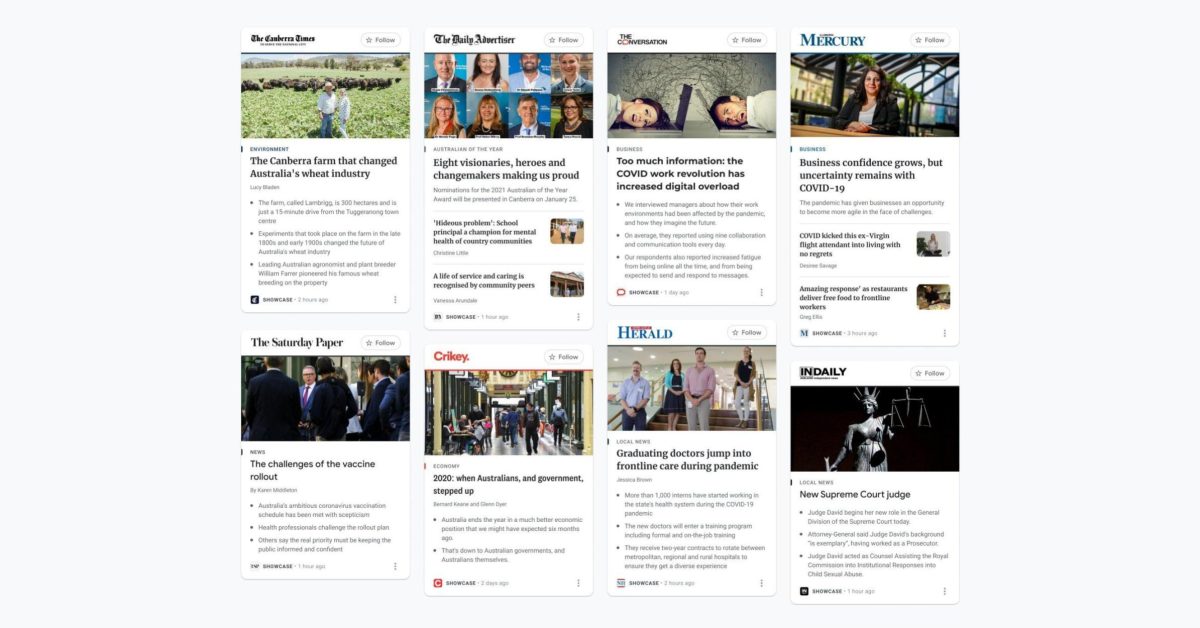 The Canberra Times
TO SERVE THE NATIONAL CITY
Follow
ENVIRONMENT
The Canberra farm that changed
Australia's wheat industry
Lucy Bladen
The farm, called Lambrigg, is 300 hectares and is
just a 15-minute drive from the Tuggeranong town
centre
Experiments that took place on the farm in the late
1800s and early 1900s changed the future of
Australia's wheat industry
Leading Australian agronomist and plant breeder
William Farrer pioneered his famous wheat
breeding on the property
SHOWCASE • 2 hours ago
The Saturday Paper
Follow
NEWS
The challenges of the vaccine
rollout
By Karen Middleton
Australia's ambitious coronavirus vaccination
schedule has been met with scepticism
Health professionals challenge the rollout plan
Others say the real priority must be keeping the
public informed and confident
TSP SHOWCASE • 1 hour ago
The Daily Advertiser
Follow
AUSTRALIAN OF THE YEAR
Eight visionaries, heroes and
changemakers making us proud
Nominations for the 2021 Australian of the Year
Award will be presented in Canberra on January 25.
'Hideous problem': School
principal a champion for mental
health of country communities
Christine Little
A life of service and caring is
recognised by community peers
Vanessa Arundale
SHOWCASE • 1 hour ago
Crikey.
Follow
ECONOMY
2020: when Australians, and government,
stepped up
Bernard Keane and Glenn Dyer
Australia ends the year in a much better economic
position that we might have expected six months
ago.
That's down to Australian governments, and
Australians themselves.
C SHOWCASE • 2 days ago
THE
CONVERSATION
Follow
BUSINESS
Too much information: the
COVID work revolution has
increased digital overload
We interviewed managers about how their work
environments had been affected by the pandemic,
and how they imagine the future.
On average, they reported using nine collaboration
and communication tools every day.
Our respondents also reported increased fatigue
from being online all the time, and from being
expected to send and respond to messages.
SHOWCASE • 1 day ago
HERALD
Follow
LOCAL NEWS
Graduating doctors jump into
frontline care during pandemic
Jessica Brown
More than 1,000 interns have started working in
the state's health system during the COVID-19
pandemic
The new doctors will enter a training program
including formal and on-the-job training
They receive two-year contracts to rotate between
metropolitan, regional and rural hospitals to
ensure they get a diverse experience
NH SHOWCASE • 2 hours ago
MERCURY
Follow
BUSINESS
Business confidence grows, but
uncertainty remains with
COVID-19
The pandemic has given businesses an opportunity
to become more agile in the face of challenges.
COVID kicked this ex-Virgin
flight attendant into living with
no regrets
Desiree Savage
Amazing response' as restaurants
deliver free food to frontline
workers
Greg Ellis
M SHOWCASE • 3 hours ago
INDAILY
Follow
LOCAL NEWS
New Supreme Court judge
Judge David begins her new role in the General
Division of the Supreme Court today.
Attorney-General said Judge David's background
"is exemplary", having worked as a Prosecutor.
Judge David acted as Counsel Assisting the Royal
Commission into Institutional Responses into
Child Sexual Abuse.
IN SHOWCASE • 1 hour ago